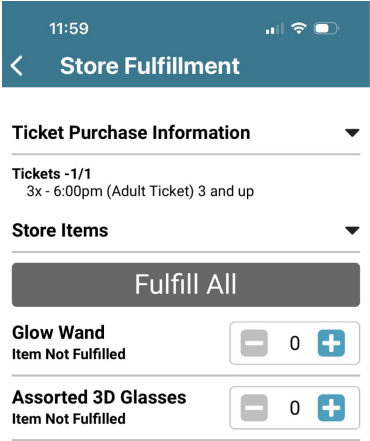 11:59
Store Fulfillment
Ticket Purchase Information
Tickets -1/1
3x - 6:00pm (Adult Ticket) 3 and up
Store Items
Fulfill All
Glow Wand
Item Not Fulfilled
0
Assorted 3D Glasses
Item Not Fulfilled
0